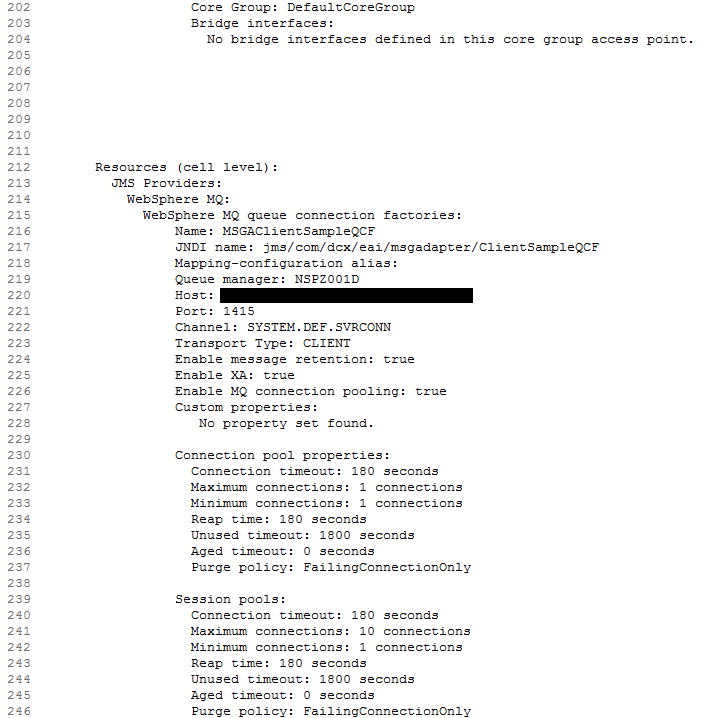 202 Core Group: DefaultCoreGroup
203 Bridge interfaces:
204 No bridge interfaces defined in this core group access point.
205
206
207
208
209
210
211
212 Resources (cell level):
213 JMS Providers:
214 WebSphere MQ:
215 WebSphere MQ queue connection factories:
216 Name: MSGAClientSampleQCF
217 JNDI name: jms/com/dcx/eai/msgadapter/ClientSampleQCF
218 Mapping-configuration alias:
219 Queue manager: NSPZ001D
220 Host:
221 Port: 1415
222 Channel: SYSTEM.DEF.SVRCONN
223 Transport Type: CLIENT
224 Enable message retention: true
225 Enable XA: true
226 Enable MQ connection pooling: true
227 Custom properties:
228 No property set found.
229
230 Connection pool properties:
231 Connection timeout: 180 seconds
232 Maximum connections: 1 connections
233 Minimum connections: 1 connections
234 Reap time: 180 seconds
235 Unused timeout: 1800 seconds
236 Aged timeout: 0 seconds
237 Purge policy: FailingConnectionOnly
238
239 Session pools:
240 Connection timeout: 180 seconds
241 Maximum connections: 10 connections
242 Minimum connections: 1 connections
243 Reap time: 180 seconds
244 Unused timeout: 1800 seconds
245 Aged timeout: 0 seconds
246 Purge policy: FailingConnectionOnly